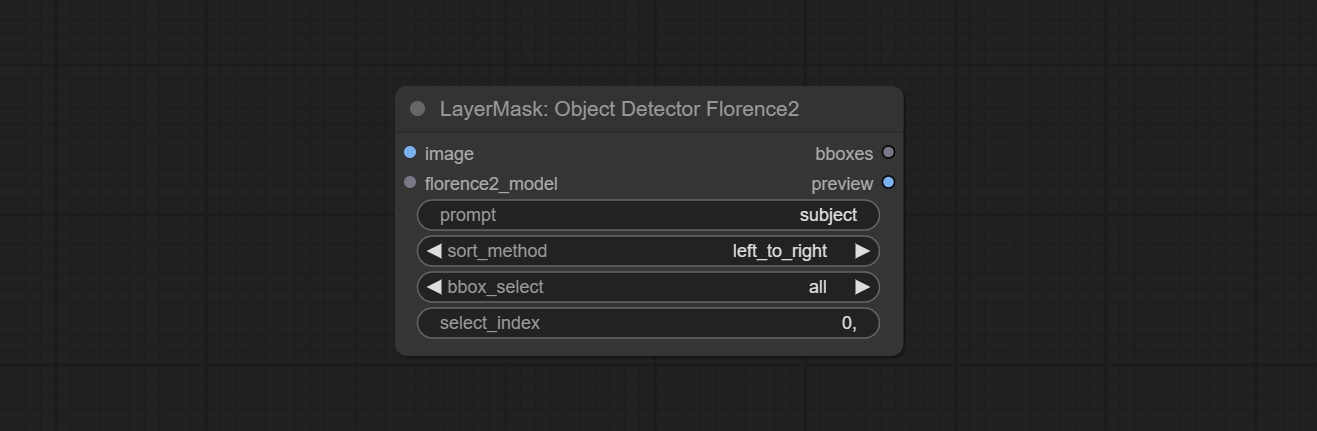 LayerMask: Object Detector Florence2
image bboxes
florence2_model preview
prompt subject
sort_method left_to_right
bbox_select all
select_index 0,